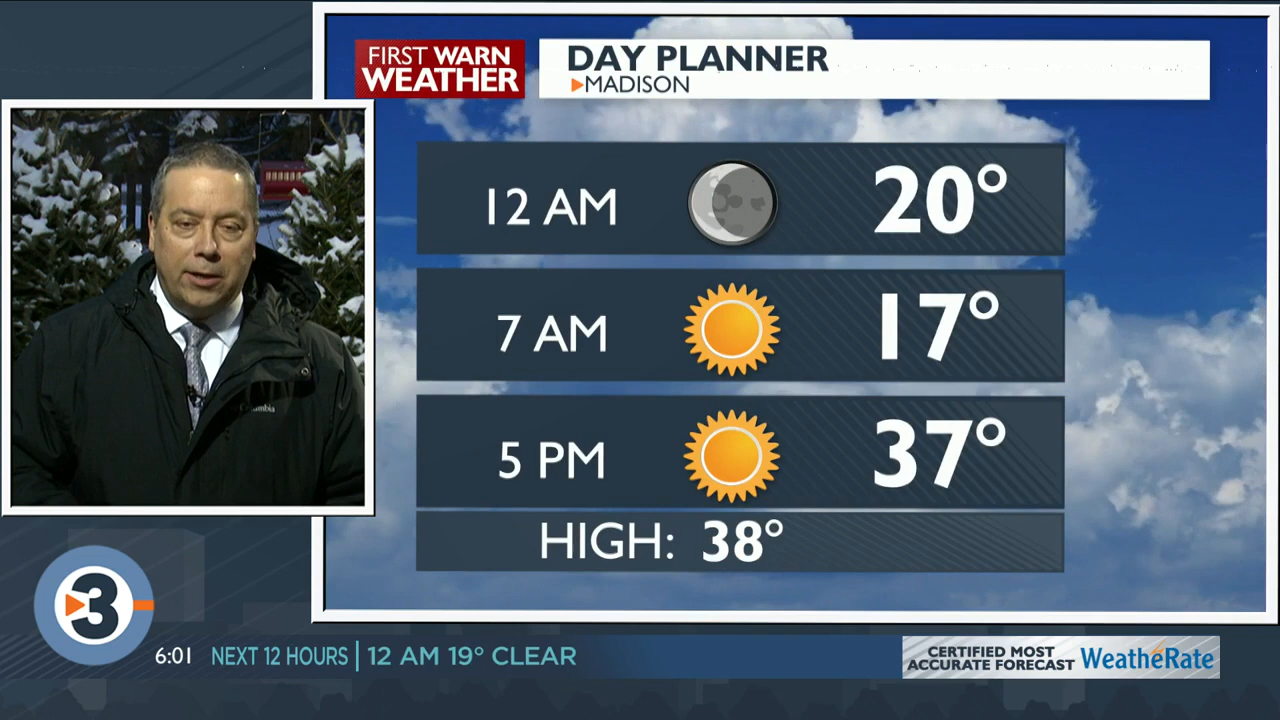 FIRST WARN
WEATHER
DAY PLANNER
MADISON
12 AM 20°
7 AM 17°
5 PM 37°
HIGH: 38°
3
6:01 NEXT 12 HOURS | 12 AM 19° CLEAR
CERTIFIED MOST
ACCURATE FORECAST
WeatheRate